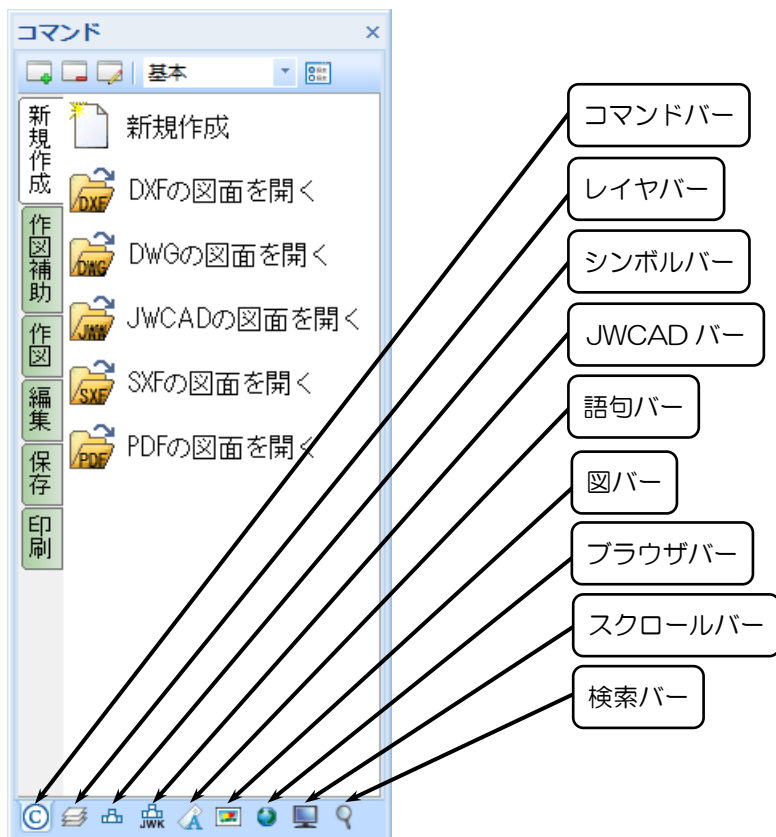 コマンド
基本
新規作成
作図補助
作図
編集
保存
印刷
新規作成
DXF
DXFの図面を開く
DWG
DWGの図面を開く
JWW
JWCADの図面を開く
SXF
SXFの図面を開く
PDF
PDFの図面を開く
コマンドバー
レイヤバー
シンボルバー
JWCAD バー
語句バー
図バー
ブラウザバー
スクロールバー
検索バー
C
JWK
A